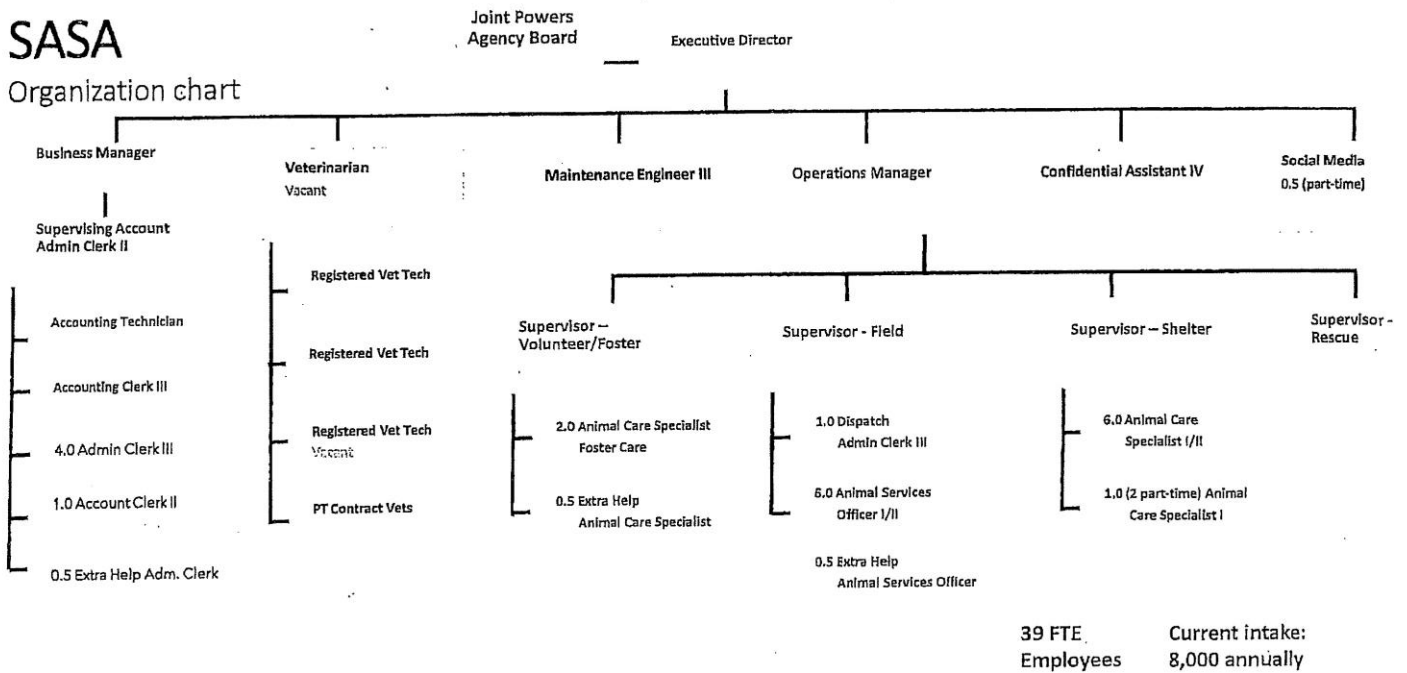 SASA
Organization chart
Joint Powers
Agency Board
Executive Director
Business Manager
Veterinarian
Vacant
Maintenance Engineer III
Operations Manager
Confidential Assistant IV
Social Media
0.5 (part-time)
Supervising Account
Admin Clerk II
Accounting Technician
Accounting Clerk III
4.0 Admin Clerk III
1.0 Account Clerk II
0.5 Extra Help Adm. Clerk
Registered Vet Tech
Registered Vet Tech
Registered Vet Tech
Vacant
PT Contract Vets
Supervisor –
Volunteer/Foster
2.0 Animal Care Specialist
Foster Care
0.5 Extra Help
Animal Care Specialist
Supervisor - Field
1.0 Dispatch
Admin Clerk III
6.0 Animal Services
Officer I/II
0.5 Extra Help
Animal Services Officer
Supervisor – Shelter
6.0 Animal Care
Specialist I/II
1.0 (2 part-time) Animal
Care Specialist I
Supervisor -
Rescue
39 FTE
Employees
Current intake:
8,000 annually